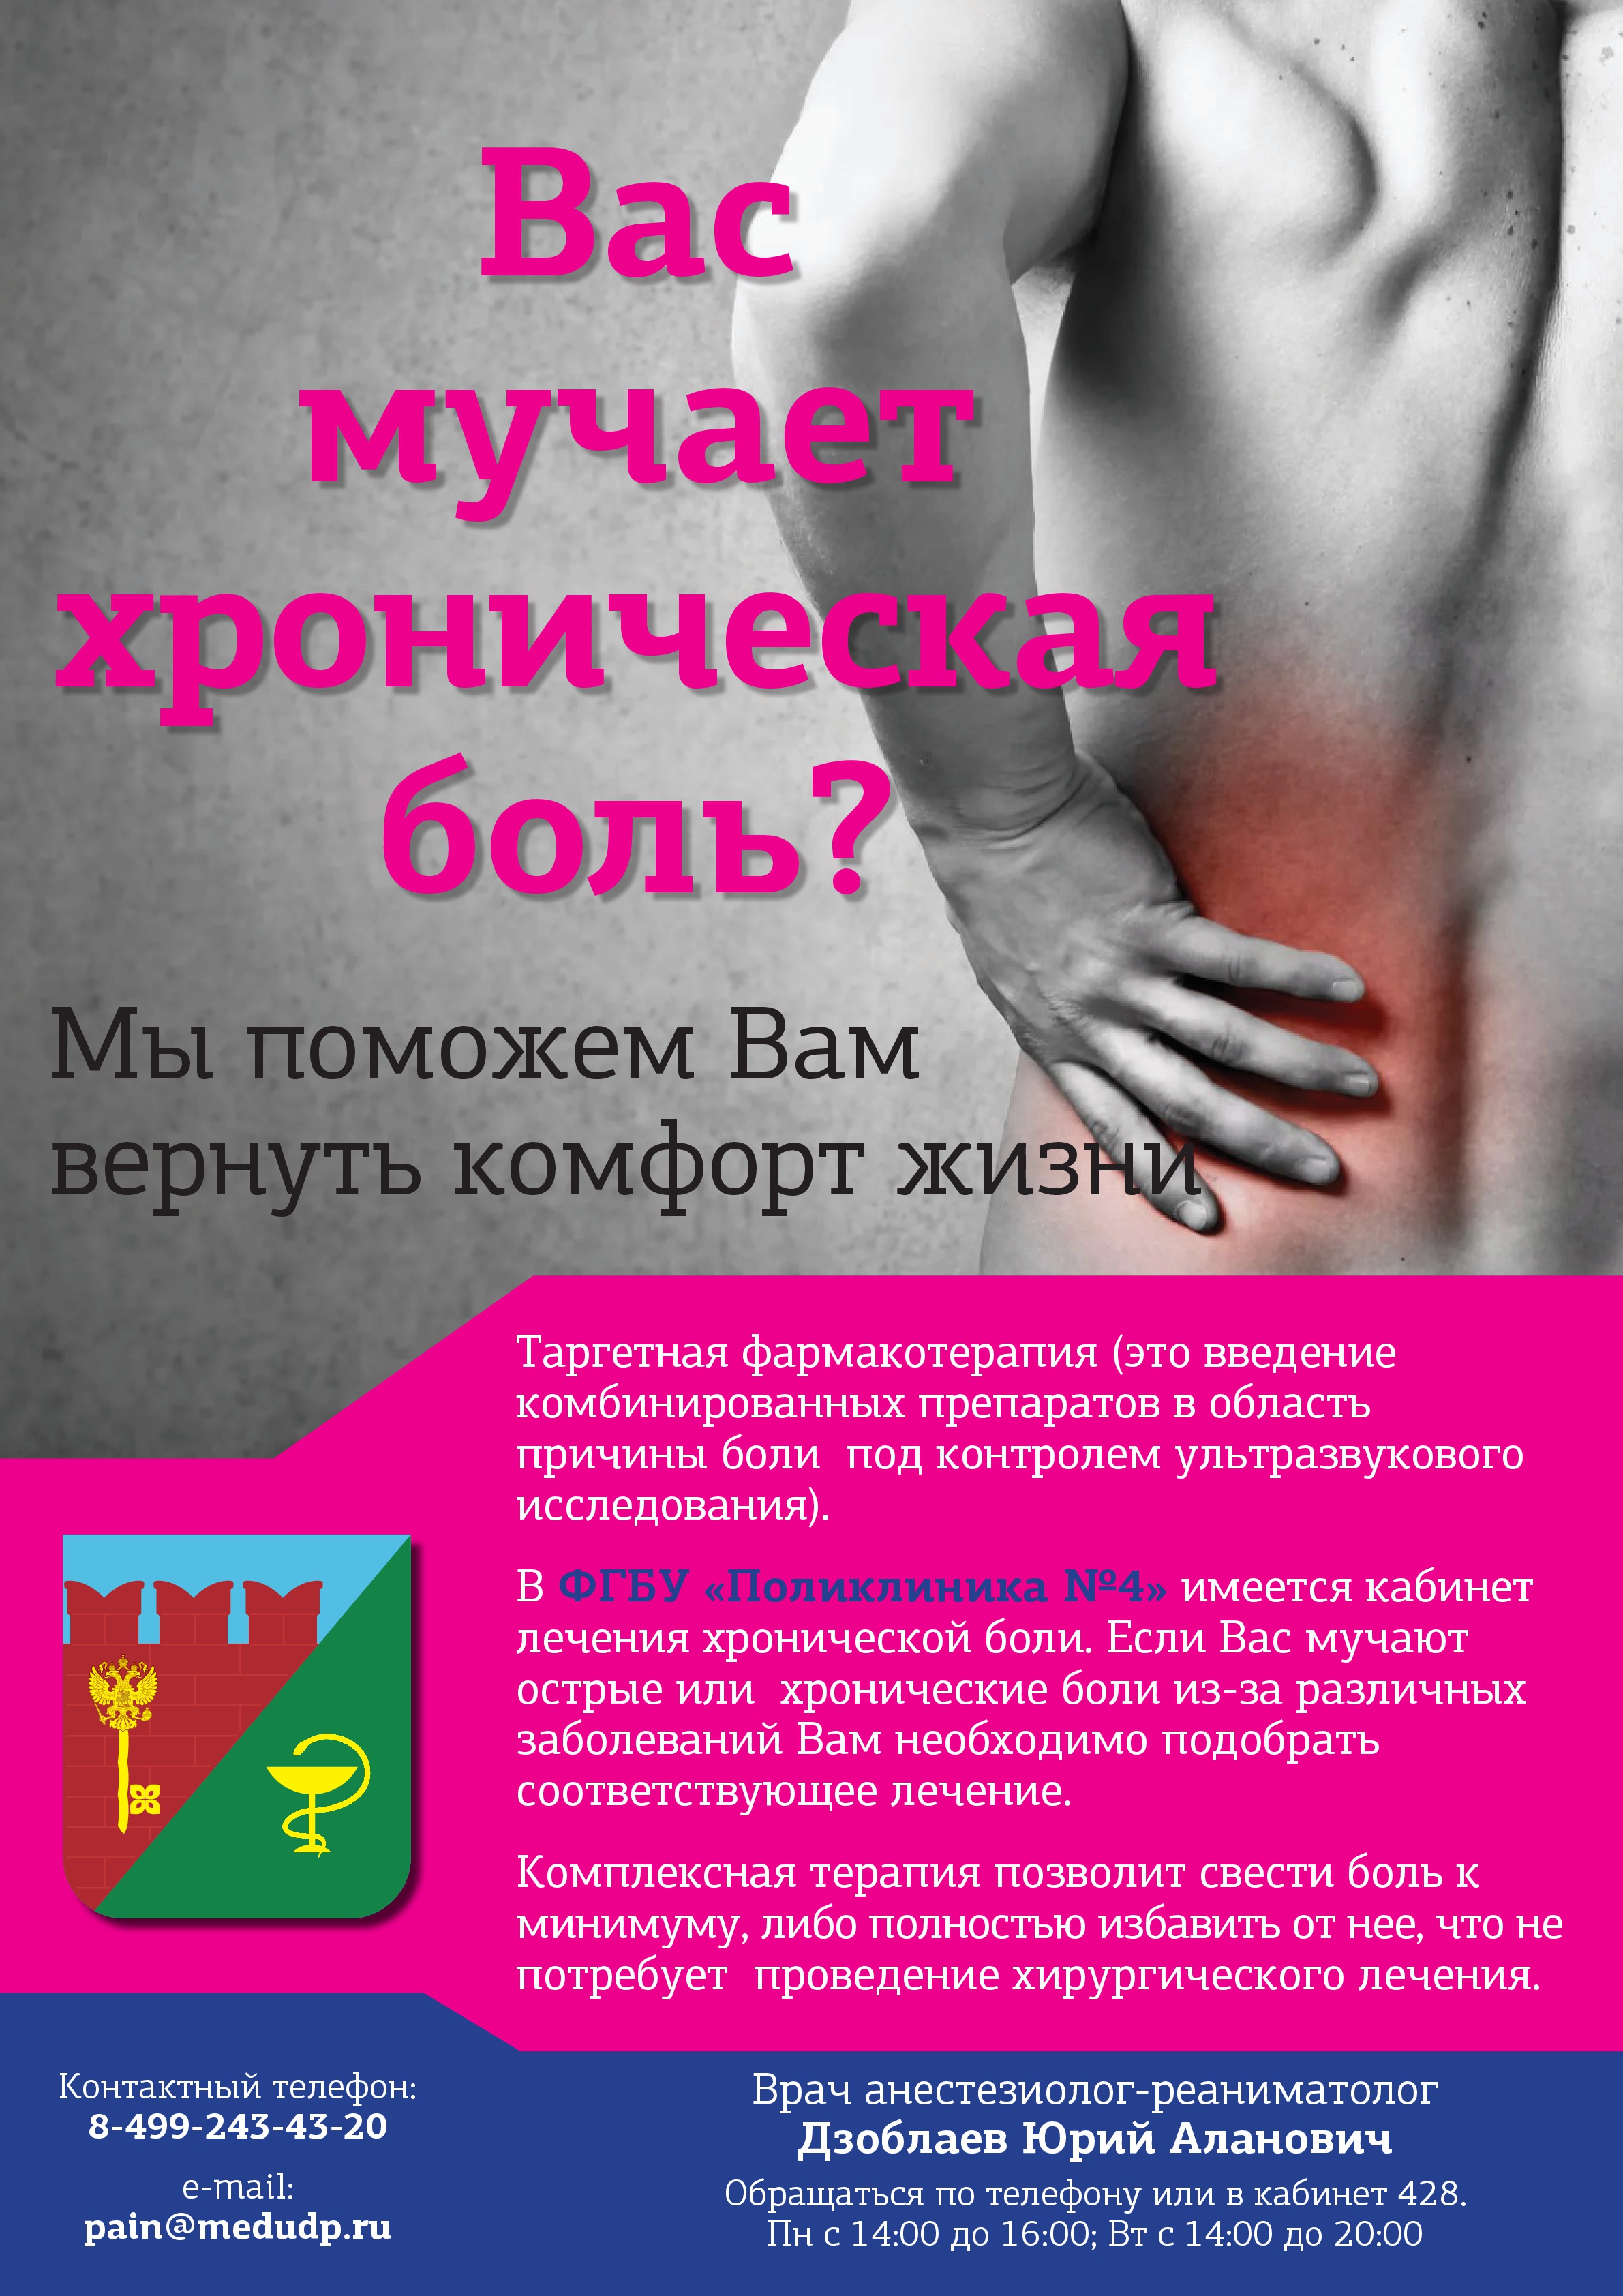 Вас
мучает
хроническая
боль?
Мы поможем Вам
вернуть комфорт жизни
Таргетная фармакотерапия (это введение
комбинированных препаратов в область
причины боли  под контролем ультразвукового
исследования).
В ФГБУ «Поликлиника №4» имеется кабинет
лечения хронической боли. Если Вас мучают
острые или  хронические боли из-за различных
заболеваний Вам необходимо подобрать
соответствующее лечение.
Комплексная терапия позволит свести боль к
минимуму, либо полностью избавить от нее, что не
потребует  проведение хирургического лечения.
Контактный телефон:
8-499-243-43-20
e-mail:
pain@medudp.ru
Врач анестезиолог-реаниматолог
Дзоблаев Юрий Аланович
Обращаться по телефону или в кабинет 428.
Пн с 14:00 до 16:00; Вт с 14:00 до 20:00